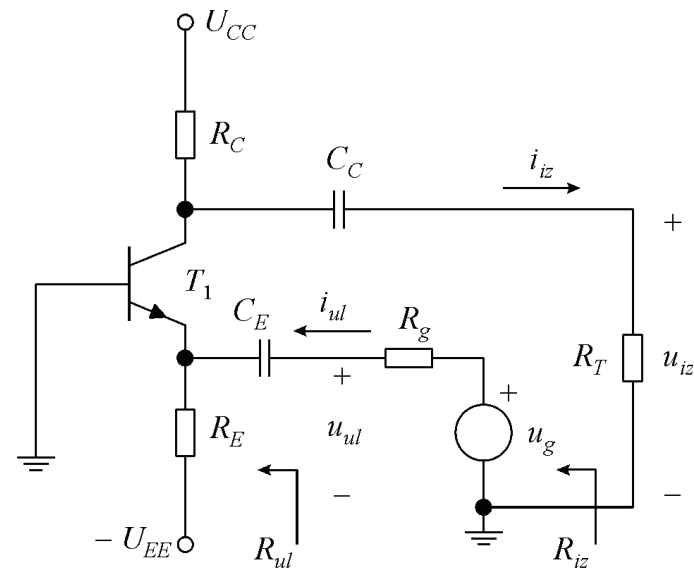 U_CC
R_C
C_C
i_iz
+
T_1
C_E
i_ul
R_g
R_T
u_iz
+
+
R_E
u_ul
u_g
−
−
− U_EE
R_ul
R_iz